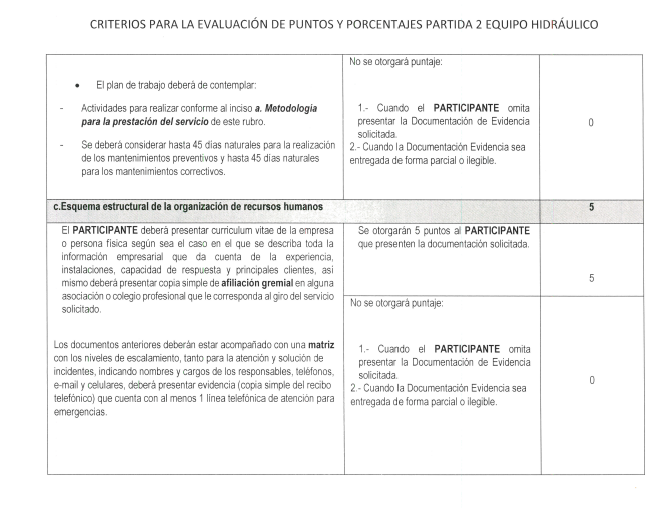 CRITERIOS PARA LA EVALUACIÓN DE PUNTOS Y PORCENTAJES PARTIDA 2 EQUIPO HIDRÁULICO
• El plan de trabajo deberá de contemplar:
- Actividades para realizar conforme al inciso a. Metodología
para la prestación del servicio de este rubro.
- Se deberá considerar hasta 45 días naturales para la realización
de los mantenimientos preventivos y hasta 45 días naturales
para los mantenimientos correctivos.
No se otorgará puntaje:
1.- Cuando el PARTICIPANTE omita
presentar la Documentación de Evidencia
solicitada.
2.- Cuando la Documentación Evidencia sea
entregada de forma parcial o ilegible.
0
c.Esquema estructural de la organización de recursos humanos
5
El PARTICIPANTE deberá presentar curriculum vitae de la empresa
o persona física según sea el caso en el que se describa toda la
información empresarial que da cuenta de la experiencia,
instalaciones, capacidad de respuesta y principales clientes, así
mismo deberá presentar copia simple de afiliación gremial en alguna
asociación o colegio profesional que le corresponda al giro del servicio
solicitado.
Los documentos anteriores deberán estar acompañado con una matriz
con los niveles de escalamiento, tanto para la atención y solución de
incidentes, indicando nombres y cargos de los responsables, teléfonos,
e-mail y celulares, deberá presentar evidencia (copia simple del recibo
telefónico) que cuenta con al menos 1 línea telefónica de atención para
emergencias.
Se otorgarán 5 puntos al PARTICIPANTE
que presenten la documentación solicitada.
5
No se otorgará puntaje:
1.- Cuando el PARTICIPANTE omita
presentar la Documentación de Evidencia
solicitada.
2.- Cuando la Documentación Evidencia sea
entregada de forma parcial o ilegible.
0